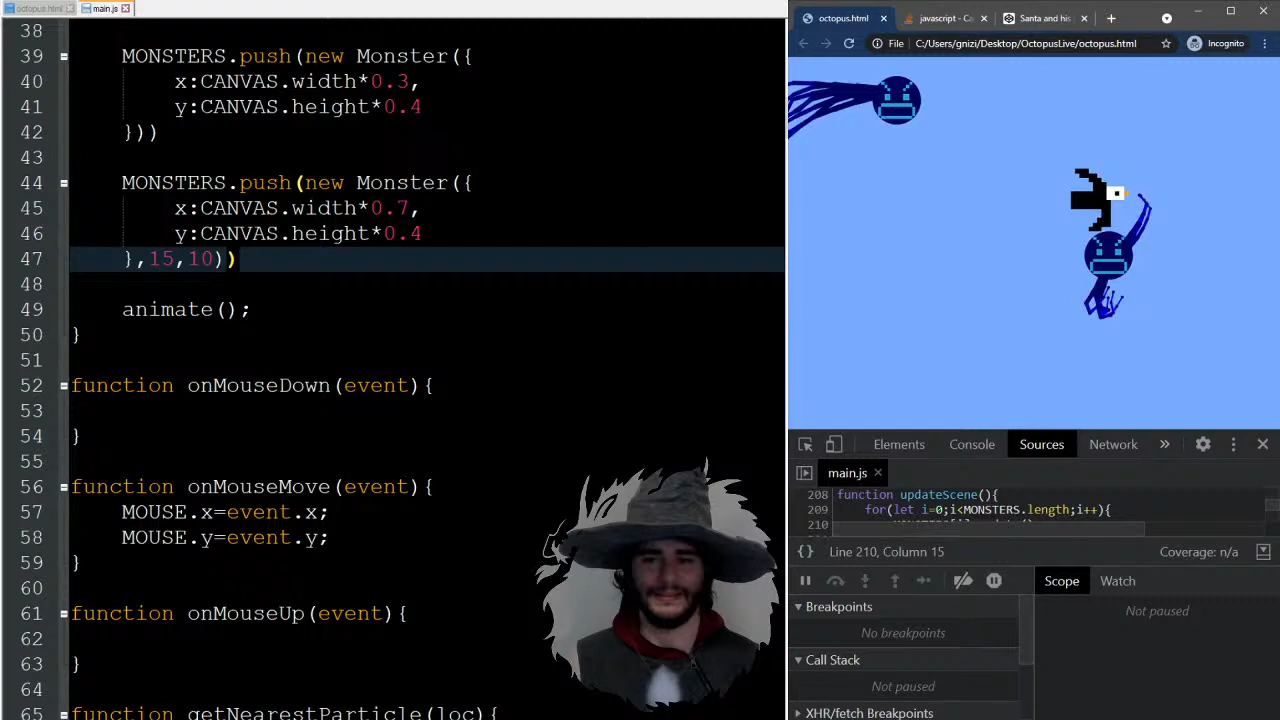 octopus.html
main.js
38
39 MONSTERS.push(new Monster({
40 x:CANVAS.width*0.3,
41 y:CANVAS.height*0.4
42 }))
43
44 MONSTERS.push(new Monster({
45 x:CANVAS.width*0.7,
46 y:CANVAS.height*0.4
47 },15,10))
48
49 animate();
50 }
51
52 function onMouseDown(event){
53
54 }
55
56 function onMouseMove(event){
57 MOUSE.x=event.x;
58 MOUSE.y=event.y;
59 }
60
61 function onMouseUp(event){
62
63 }
64
65 function getNearestParticle(loc){
octopus.html
javascript - Ca
Santa and his
File C:/Users/gnizi/Desktop/OctopusLive/octopus.html Incognito
Elements Console Sources Network
main.js
208 function updateScene(){
209 for(let i=0;i<MONSTERS.length;i++){
210
{} Line 210, Column 15 Coverage: n/a
Scope Watch
Breakpoints
No breakpoints
Call Stack
Not paused
XHR/fetch Breakpoints
Not paused